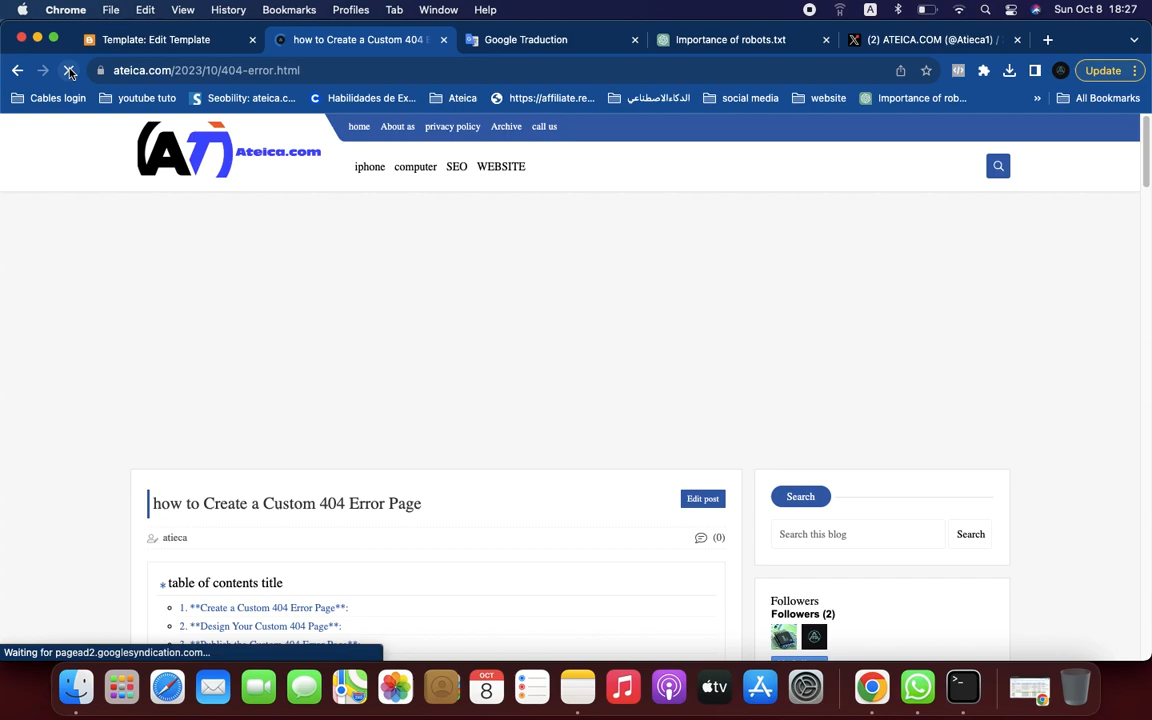 Chrome File Edit View History Bookmarks Profiles Tab Window Help A Sun Oct 8 18:27
Template: Edit Template how to Create a Custom 404 Google Traduction Importance of robots.txt (2) ATEICA.COM (@Atieca1) /
ateica.com/2023/10/404-error.html Update
Cables login youtube tuto Seobility: ateica.c... Habilidades de Ex... Ateica https://affiliate.re... الدكاءالاصطناعي social media website Importance of rob... » All Bookmarks
home About as privacy policy Archive call us
Ateica.com
iphone computer SEO WEBSITE
how to Create a Custom 404 Error Page
Edit post
atieca (0)
table of contents title
1. **Create a Custom 404 Error Page**:
2. **Design Your Custom 404 Page**:
Search
Search this blog Search
Followers
Followers (2)
Waiting for pagead2.googlesyndication.com...
OCT
8
tv